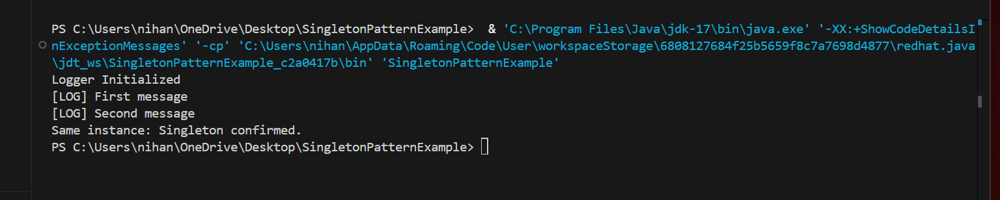 PS C:\Users\nihan\OneDrive\Desktop\SingletonPatternExample>  & 'C:\Program Files\Java\jdk-17\bin\java.exe' '-XX:+ShowCodeDetailsI
nExceptionMessages' '-cp' 'C:\Users\nihan\AppData\Roaming\Code\User\workspaceStorage\6808127684f25b5659f8c7a7698d4877\redhat.java
\jdt_ws\SingletonPatternExample_c2a0417b\bin' 'SingletonPatternExample'
Logger Initialized
[LOG] First message
[LOG] Second message
Same instance: Singleton confirmed.
PS C:\Users\nihan\OneDrive\Desktop\SingletonPatternExample>